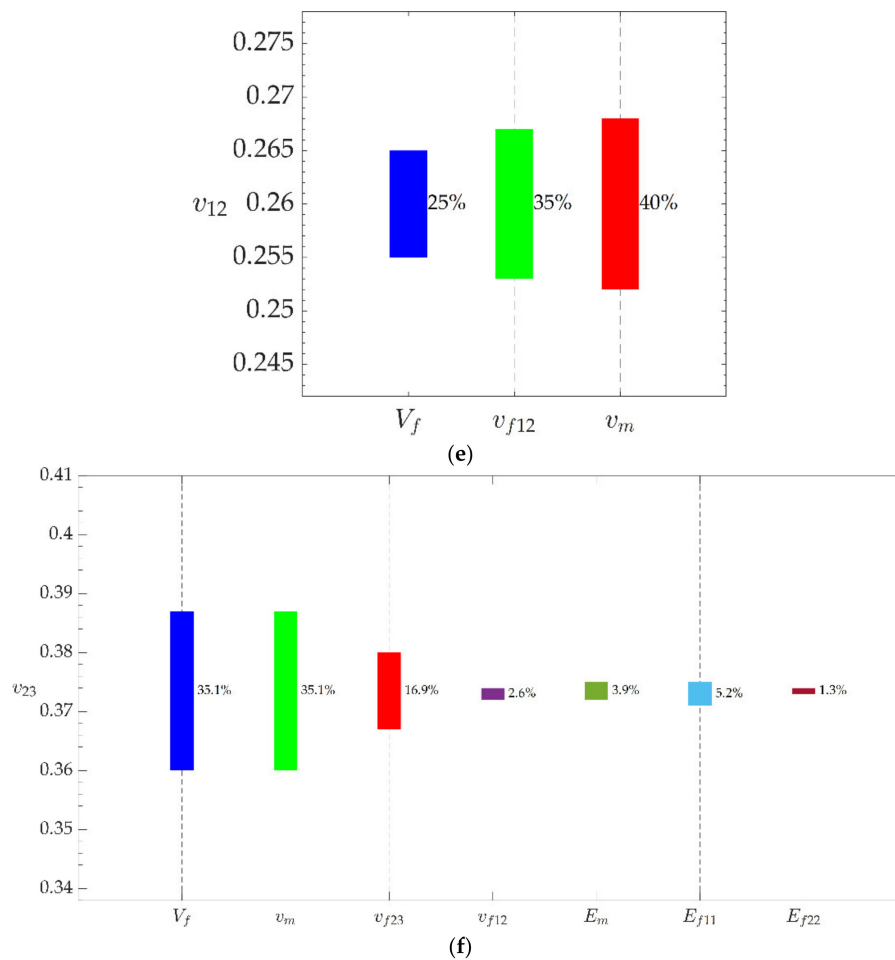 0.275
0.27
0.265
0.26
0.255
0.25
0.245
v12
25%
35%
40%
Vf
vf12
vm
(e)
0.41
0.4
0.39
0.38
0.37
0.36
0.35
0.34
v23
35.1%
35.1%
16.9%
2.6%
3.9%
5.2%
1.3%
Vf
vm
vf23
vf12
Em
Ef11
Ef22
(f)